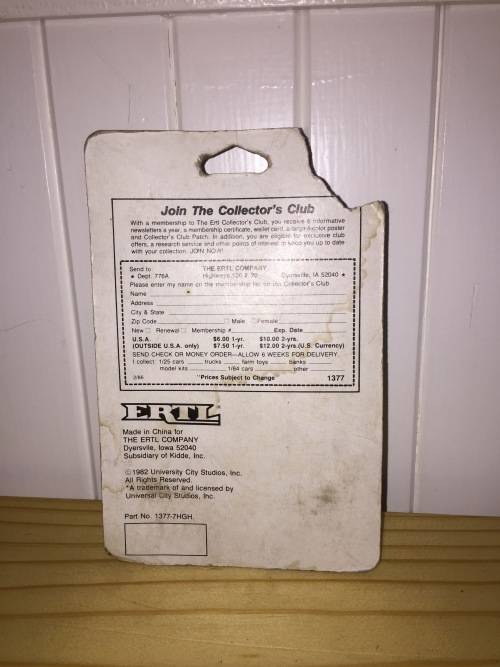 Join The Collector's Club
With a membership to The Ertl Collector's Club, you receive 6 informative
newsletters a year, a membership certificate, wallet card, a large 4-color poster
and Collector's Club Patch. In addition, you are eligible for exclusive club
offers, a research service and other points of interest to keep you up to date
with your collection. JOIN NOW!
Send to THE ERTL COMPANY
★ Dept. 776A Highways 136 & 20 Dyersville, IA 52040 ★
Please enter my name on the membership list for the Collector's Club
Name
Address
City & State
Zip Code Male Female
New Renewal Membership # Exp. Date
U.S.A. $6.00 1-yr. $10.00 2-yrs.
(OUTSIDE U.S.A. only) $7.50 1-yr. $12.00 2-yrs.(U.S. Currency)
SEND CHECK OR MONEY ORDER—ALLOW 6 WEEKS FOR DELIVERY.
I collect: 1/25 cars trucks farm toys banks
model kits 1/64 cars other
2/86 "Prices Subject to Change" 1377
ERTL
Made in China for
THE ERTL COMPANY
Dyersvile, Iowa 52040
Subsidiary of Kidde, Inc.
©1982 University City Studios, Inc.
All Rights Reserved.
*A trademark of and licensed by
Universal City Studios, Inc.
Part No. 1377-7HGH